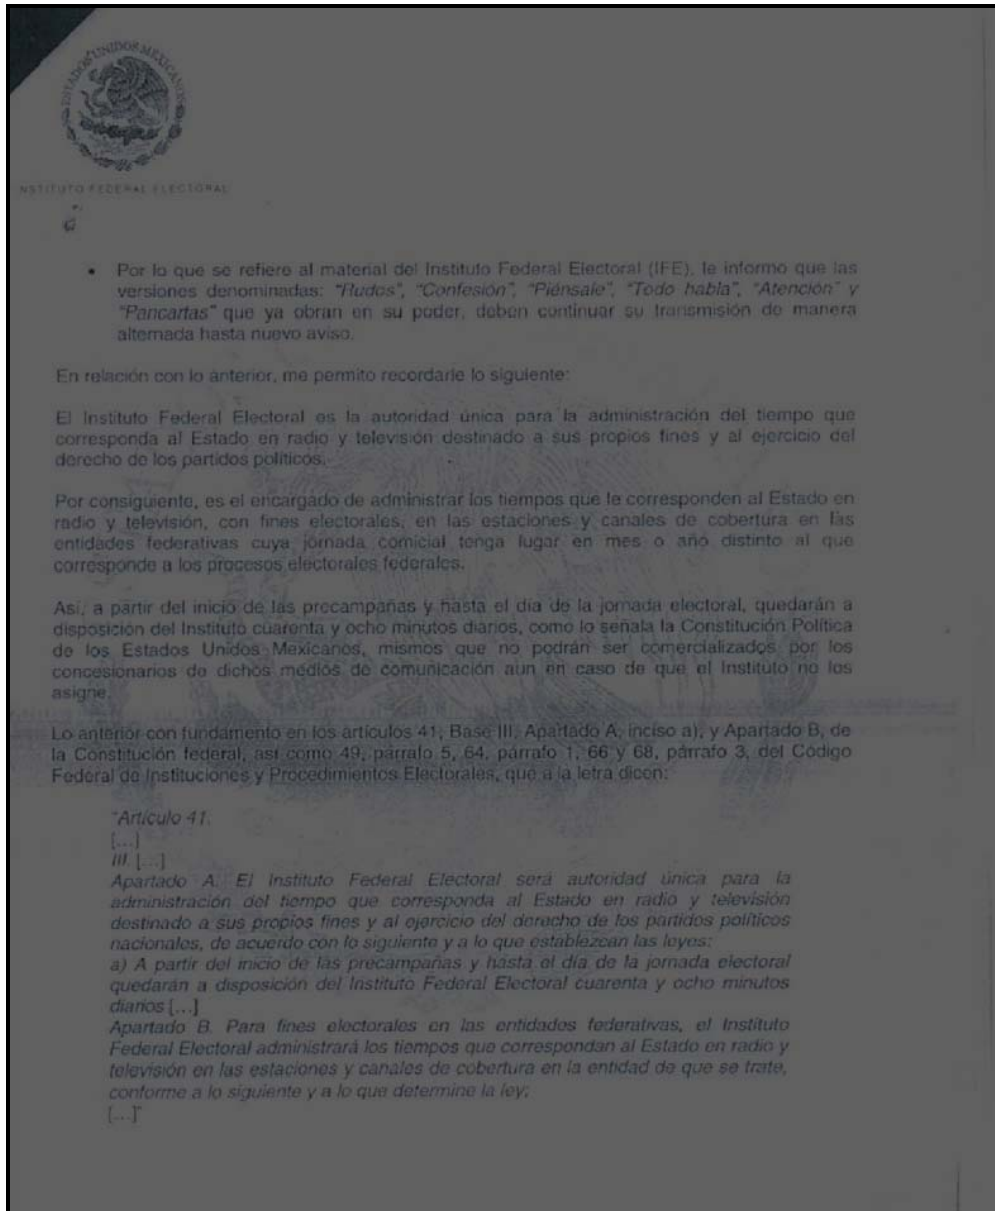 ESTADOS UNIDOS MEXICANOS
NSTITUTO FEDERAL ELECTORAL
• Por lo que se refiere al material del Instituto Federal Electoral (IFE), le informo que las
versiones denominadas: "Rudos", "Confesión", "Piénsale", "Todo habla", "Atención" y
"Pancartas" que ya obran en su poder, deben continuar su transmisión de manera
alternada hasta nuevo aviso.
En relación con lo anterior, me permito recordarle lo siguiente:
El Instituto Federal Electoral es la autoridad única para la administración del tiempo que
corresponda al Estado en radio y televisión destinado a sus propios fines y al ejercicio del
derecho de los partidos políticos.
Por consiguiente, es el encargado de administrar los tiempos que le corresponden al Estado en
radio y televisión, con fines electorales, en las estaciones y canales de cobertura en las
entidades federativas cuya jornada comicial tenga lugar en mes o año distinto al que
corresponde a los procesos electorales federales.
Así, a partir del inicio de las precampañas y hasta el día de la jornada electoral, quedarán a
disposición del Instituto cuarenta y ocho minutos diarios, como lo señala la Constitución Política
de los Estados Unidos Mexicanos, mismos que no podrán ser comercializados por los
concesionarios de dichos medios de comunicación aun en caso de que el Instituto no los
asigne.
Lo anterior con fundamento en los artículos 41, Base III, Apartado A, inciso a), y Apartado B, de
la Constitución federal, así como 49, párrafo 5, 64, párrafo 1, 66 y 68, párrafo 3, del Código
Federal de Instituciones y Procedimientos Electorales, que a la letra dicen:
"Artículo 41.
[...]
III. [...]
Apartado A. El Instituto Federal Electoral será autoridad única para la
administración del tiempo que corresponda al Estado en radio y televisión
destinado a sus propios fines y al ejercicio del derecho de los partidos políticos
nacionales, de acuerdo con lo siguiente y a lo que establezcan las leyes:
a) A partir del inicio de las precampañas y hasta el día de la jornada electoral
quedarán a disposición del Instituto Federal Electoral cuarenta y ocho minutos
diarios [...]
Apartado B. Para fines electorales en las entidades federativas, el Instituto
Federal Electoral administrará los tiempos que correspondan al Estado en radio y
televisión en las estaciones y canales de cobertura en la entidad de que se trate,
conforme a lo siguiente y a lo que determine la ley:
[...]"